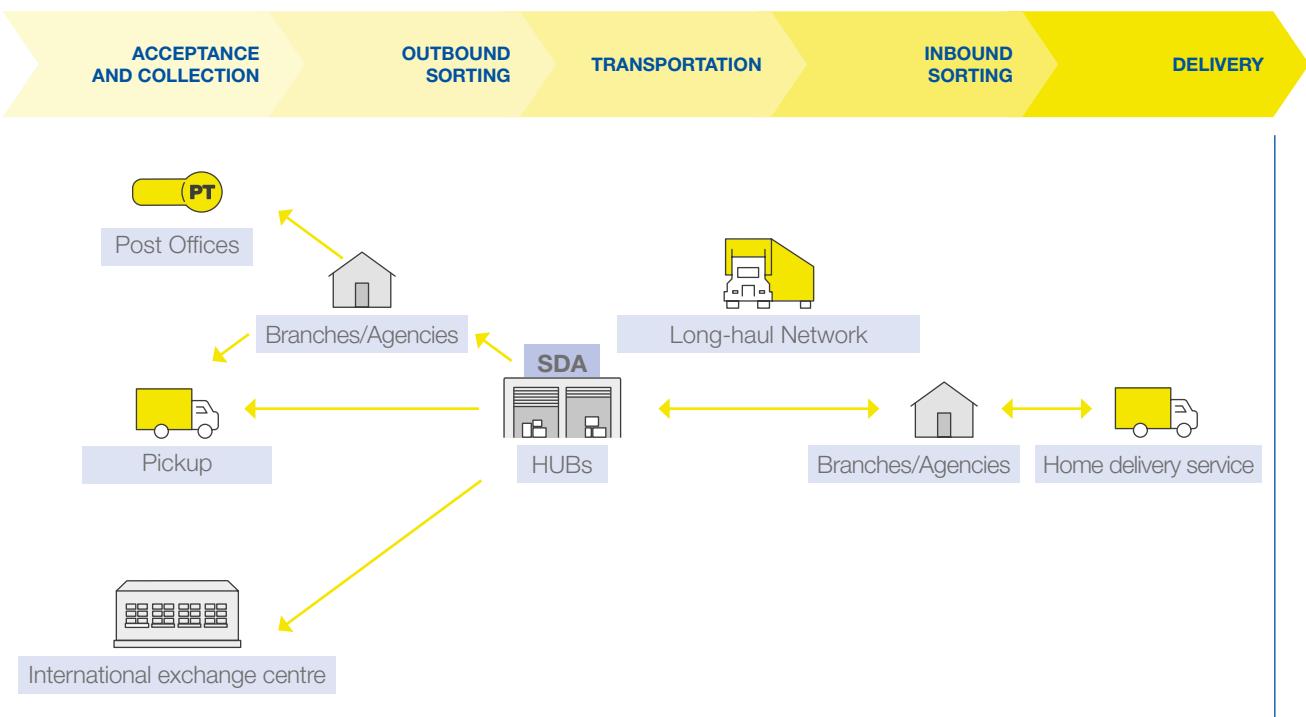 ACCEPTANCE
AND COLLECTION
OUTBOUND
SORTING
TRANSPORTATION
INBOUND
SORTING
DELIVERY
PT
Post Offices
Branches/Agencies
Long-haul Network
SDA
Pickup
HUBs
Branches/Agencies
Home delivery service
International exchange centre